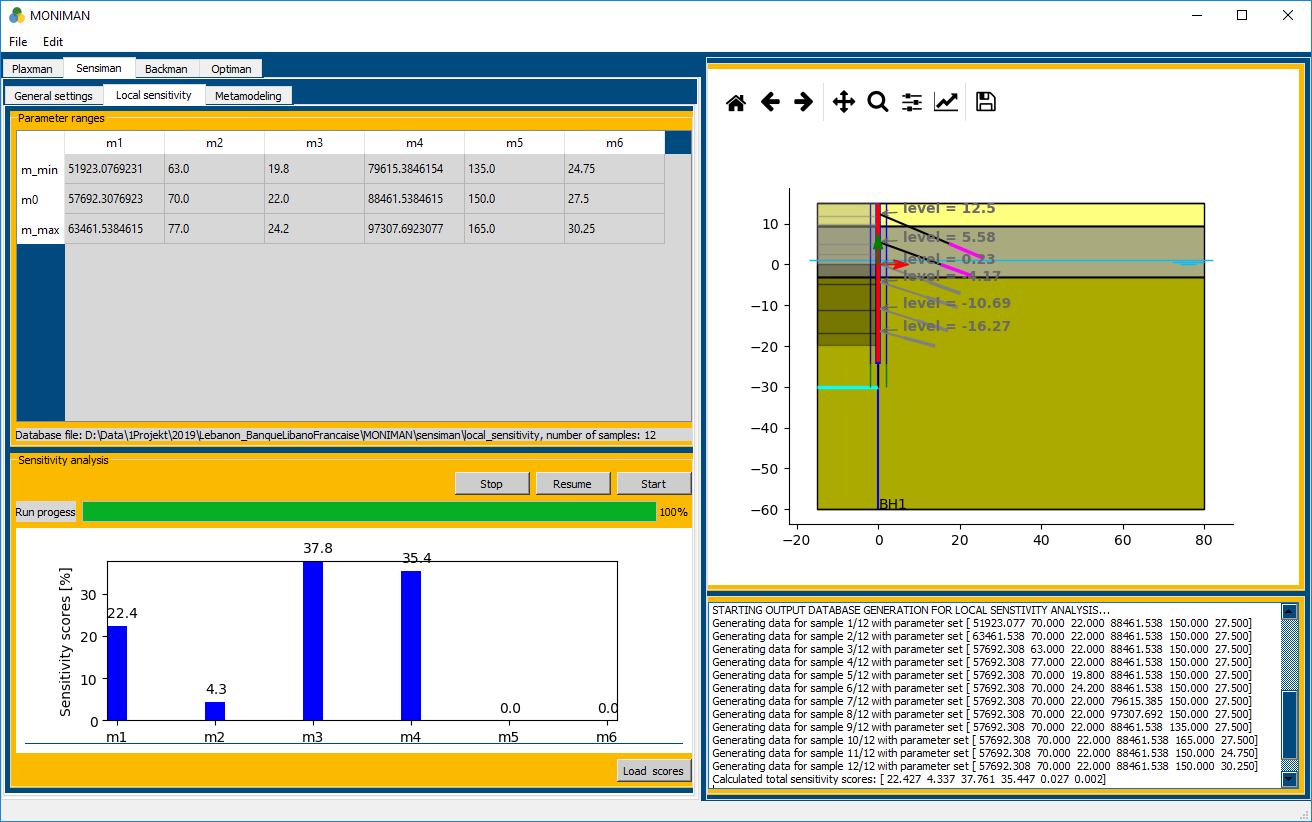 MONIMAN
File Edit
Plaxman Sensiman Backman Optiman
General settings Local sensitivity Metamodeling
Parameter ranges
m1 m2 m3 m4 m5 m6
m_min 51923.0769231 63.0 19.8 79615.3846154 135.0 24.75
m0 57692.3076923 70.0 22.0 88461.5384615 150.0 27.5
m_max 63461.5384615 77.0 24.2 97307.6923077 165.0 30.25
Database file: D:\Data\1Projekt\2019\Lebanon_BanqueLibanoFrancaise\MONIMAN\sensiman\local_sensitivity, number of samples: 12
Sensitivity analysis
Stop Resume Start
Run progess 100%
37.8
35.4
22.4
4.3
0.0
0.0
Sensitivity scores [%]
30
20
10
0
m1 m2 m3 m4 m5 m6
Load scores
level = 12.5
level = 5.58
level = 0.23
level = -4.17
level = -10.69
level = -16.27
10
0
−10
−20
−30
−40
−50
−60
BH1
−20 0 20 40 60 80
STARTING OUTPUT DATABASE GENERATION FOR LOCAL SENSTIVITY ANALYSIS...
Generating data for sample 1/12 with parameter set [ 51923.077 70.000 22.000 88461.538 150.000 27.500]
Generating data for sample 2/12 with parameter set [ 63461.538 70.000 22.000 88461.538 150.000 27.500]
Generating data for sample 3/12 with parameter set [ 57692.308 63.000 22.000 88461.538 150.000 27.500]
Generating data for sample 4/12 with parameter set [ 57692.308 77.000 22.000 88461.538 150.000 27.500]
Generating data for sample 5/12 with parameter set [ 57692.308 70.000 19.800 88461.538 150.000 27.500]
Generating data for sample 6/12 with parameter set [ 57692.308 70.000 24.200 88461.538 150.000 27.500]
Generating data for sample 7/12 with parameter set [ 57692.308 70.000 22.000 79615.385 150.000 27.500]
Generating data for sample 8/12 with parameter set [ 57692.308 70.000 22.000 97307.692 150.000 27.500]
Generating data for sample 9/12 with parameter set [ 57692.308 70.000 22.000 88461.538 135.000 27.500]
Generating data for sample 10/12 with parameter set [ 57692.308 70.000 22.000 88461.538 165.000 27.500]
Generating data for sample 11/12 with parameter set [ 57692.308 70.000 22.000 88461.538 150.000 24.750]
Generating data for sample 12/12 with parameter set [ 57692.308 70.000 22.000 88461.538 150.000 30.250]
Calculated total sensitivity scores: [ 22.427 4.337 37.761 35.447 0.027 0.002]